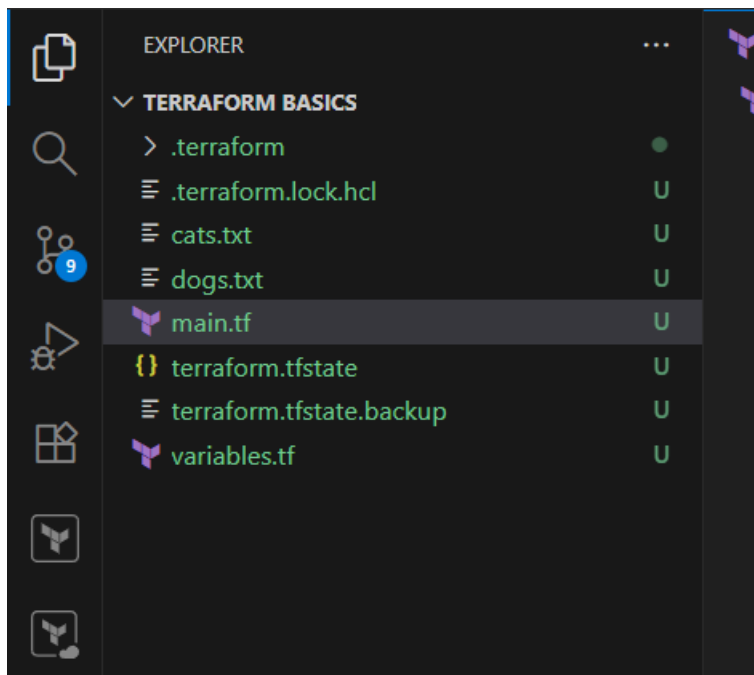 EXPLORER ...
TERRAFORM BASICS
.terraform
.terraform.lock.hcl U
cats.txt U
9
dogs.txt U
main.tf U
{} terraform.tfstate U
terraform.tfstate.backup U
variables.tf U